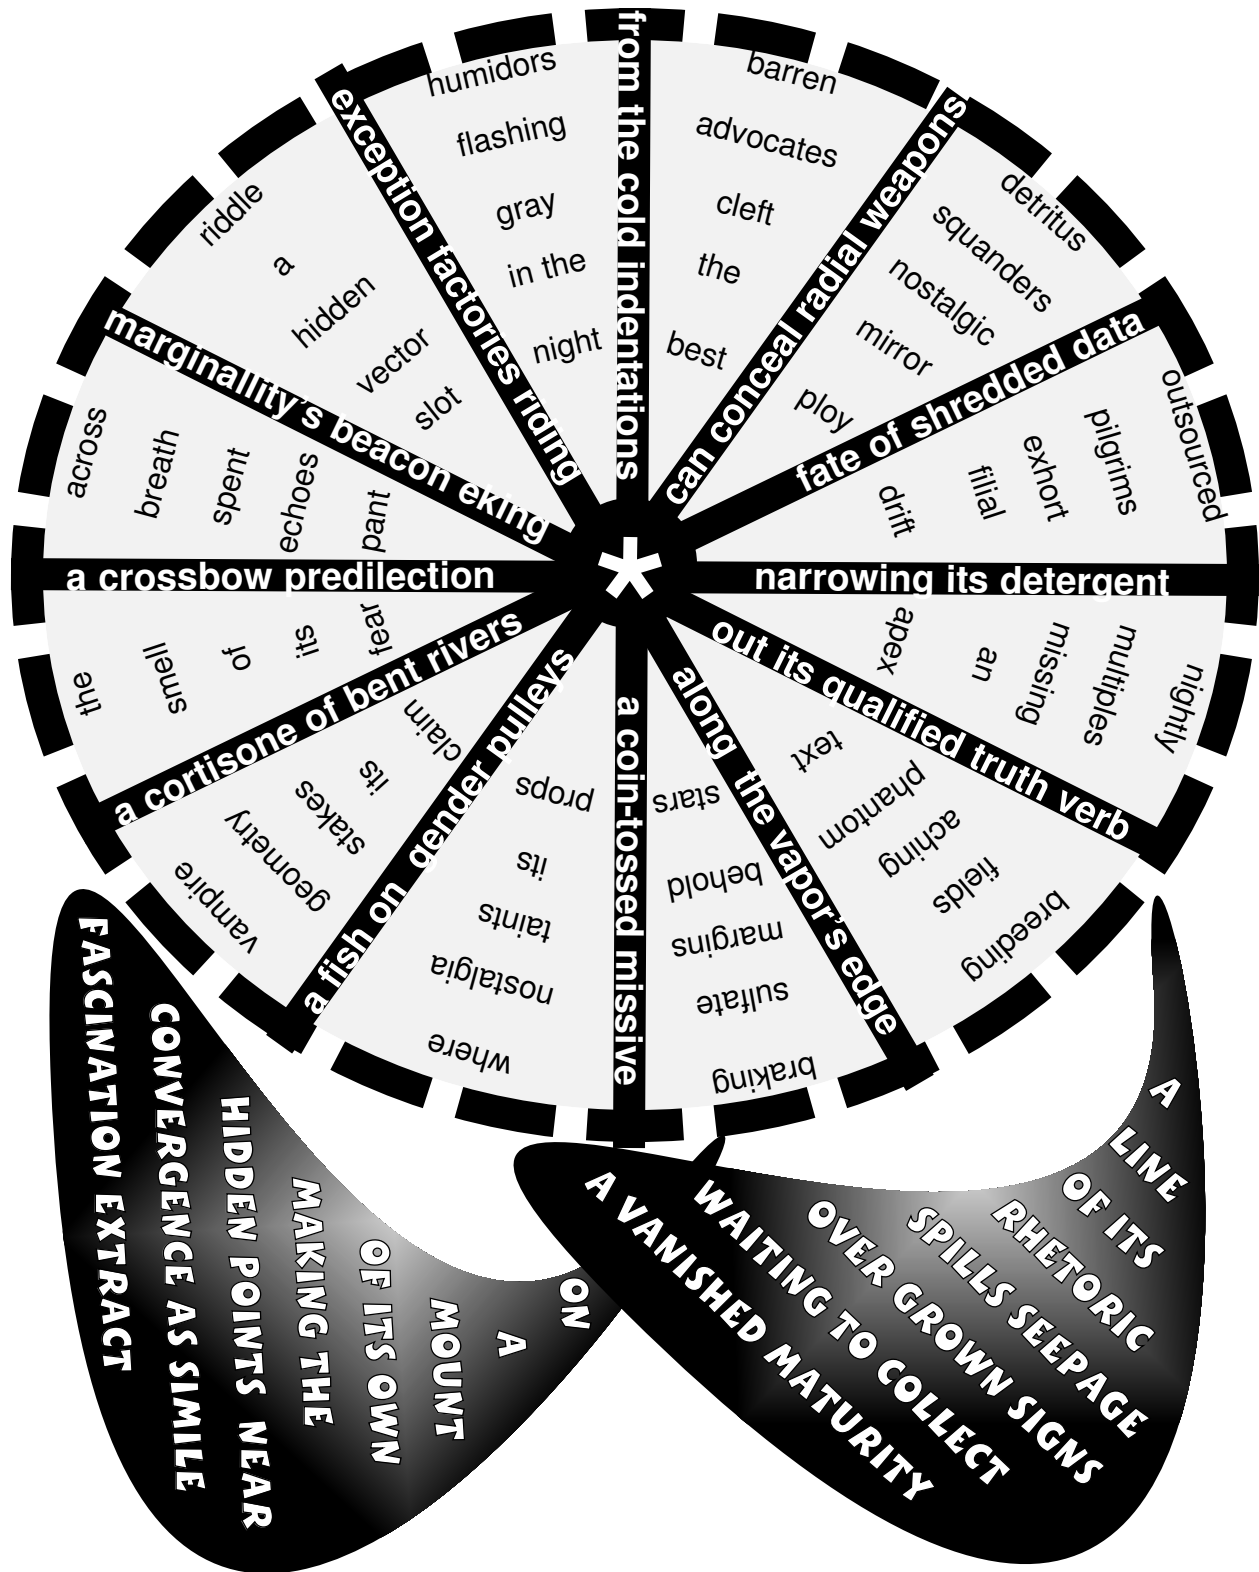 from the cold indentations
barren
advocates
cleft
the
best
can conceal radial weapons
detritus
squanders
nostalgic
mirror
ploy
fate of shredded data
outsourced
pilgrims
exhort
filial
drift
narrowing its detergent
nightly
multiples
missing
an
apex
out its qualified truth verb
breeding
fields
aching
phantom
text
along the vapor's edge
braking
sulfate
margins
behold
stars
a coin-tossed missive
where
nostalgia
taints
its
props
a fish on gender pulleys
vampire
geometry
stakes
its
claim
a cortisone of bent rivers
the
smell
of
its
fear
a crossbow predilection
across
breath
spent
echoes
pant
marginallity's beacon eking
riddle
a
hidden
vector
slot
exception factories riding
humidors
flashing
gray
in the
night
*
FASCINATION EXTRACT
CONVERGENCE AS SIMILE
HIDDEN POINTS NEAR
MAKING THE
OF ITS OWN
MOUNT
A
ON
A
LINE
OF ITS
RHETORIC
SPILLS SEEPAGE
OVER GROWN SIGNS
WAITING TO COLLECT
A VANISHED MATURITY